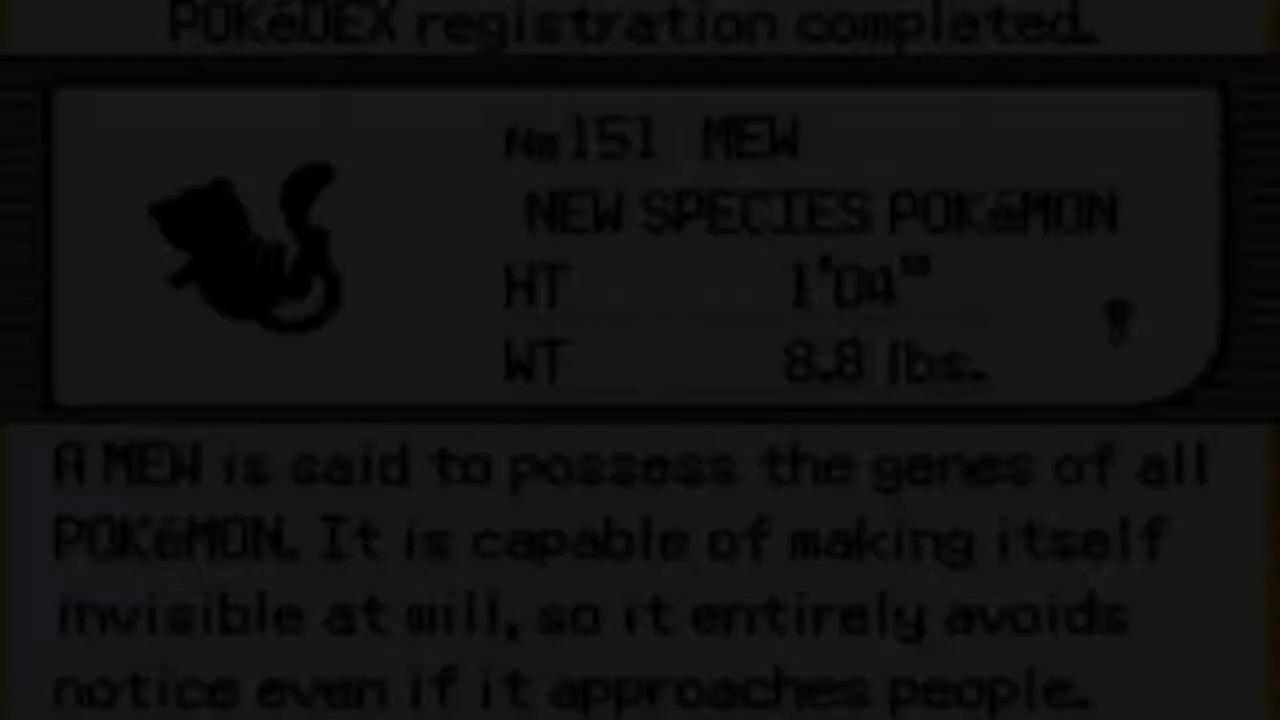 POKéDEX registration completed.
No151 MEW
NEW SPECIES POKéMON
HT 1'04"
WT 8.8 lbs.
A MEW is said to possess the genes of all
POKéMON. It is capable of making itself
invisible at will, so it entirely avoids
notice even if it approaches people.